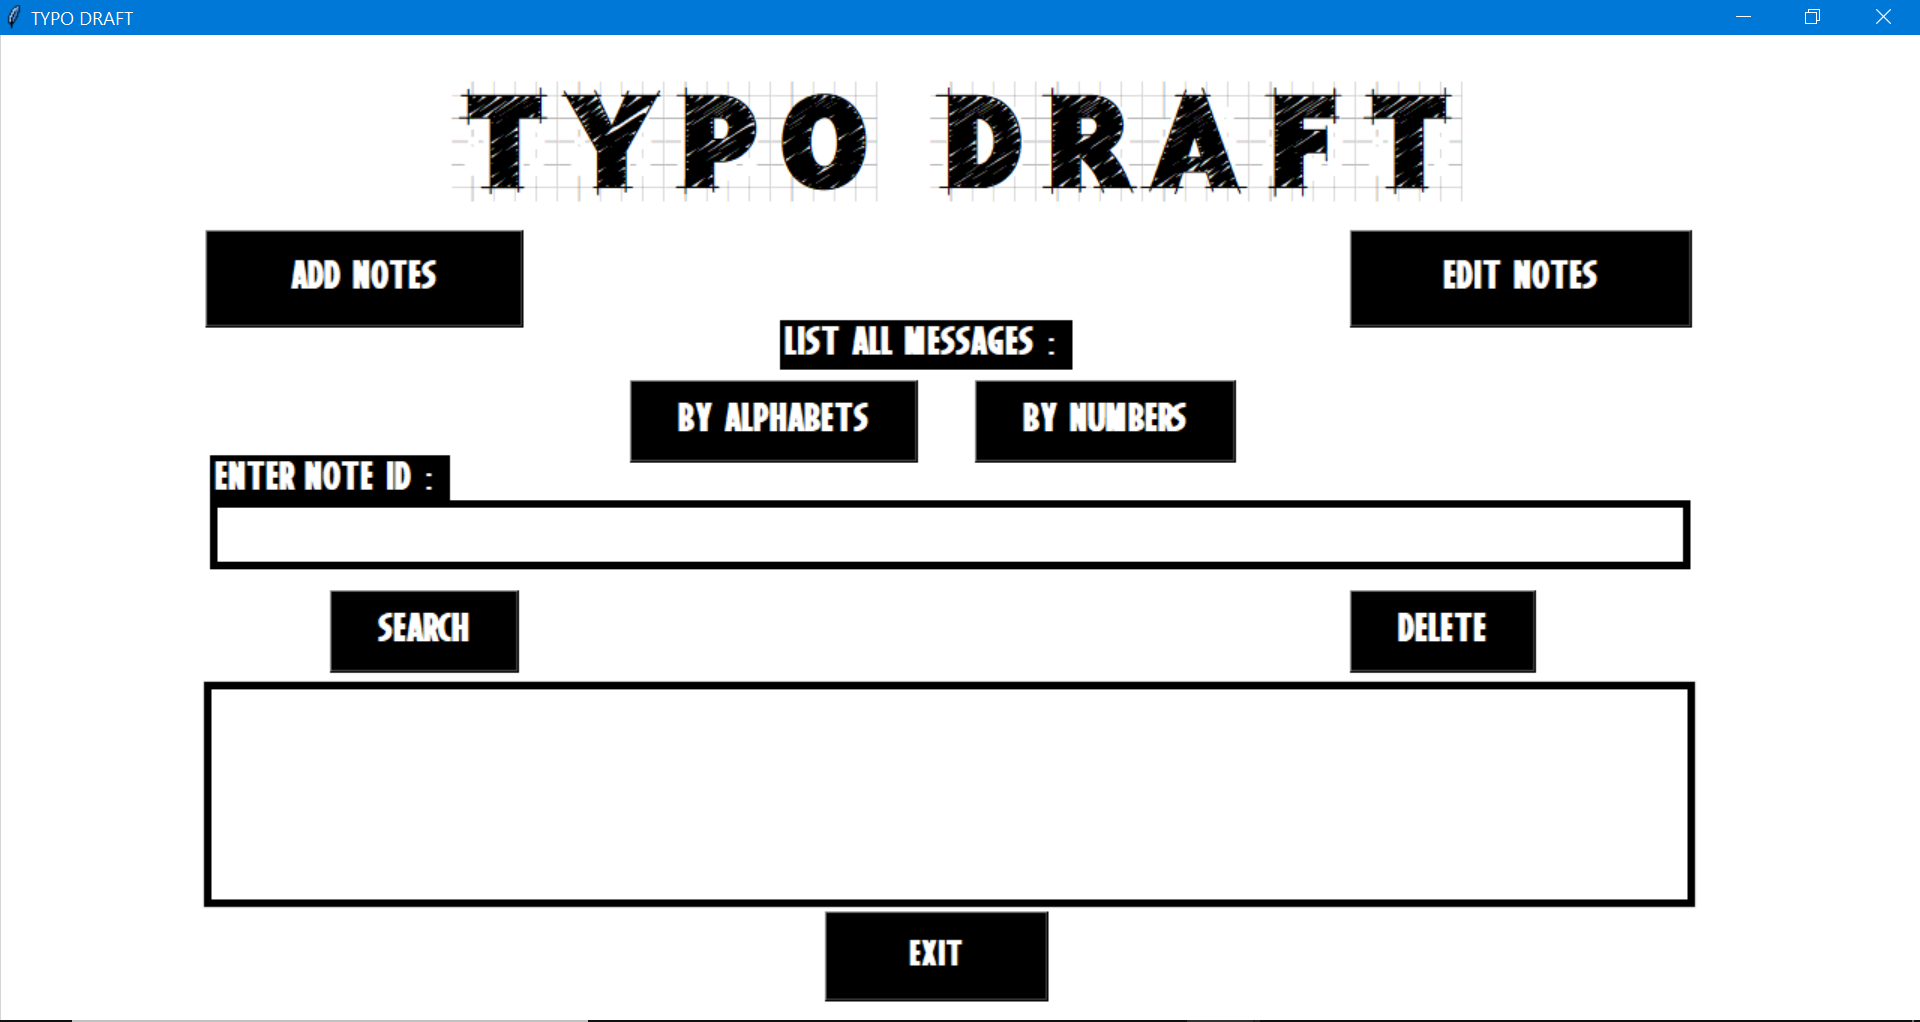 TYPO DRAFT
TYPO DRAFT
ADD NOTES
EDIT NOTES
LIST ALL MESSAGES :
BY ALPHABETS
BY NUMBERS
ENTER NOTE ID :
SEARCH
DELETE
EXIT